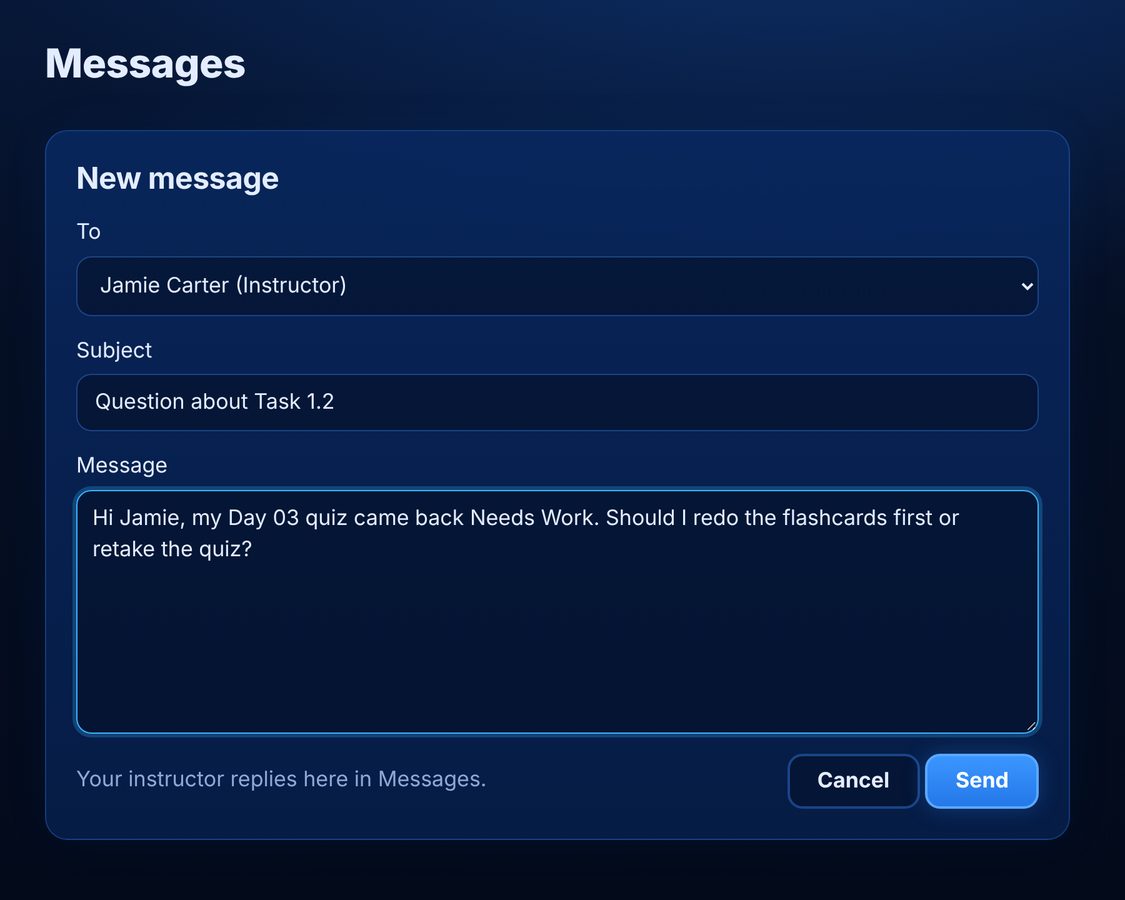 Messages
New message
To
Jamie Carter (Instructor)
Subject
Question about Task 1.2
Message
Hi Jamie, my Day 03 quiz came back Needs Work. Should I redo the flashcards first or
retake the quiz?
Your instructor replies here in Messages.
Cancel
Send